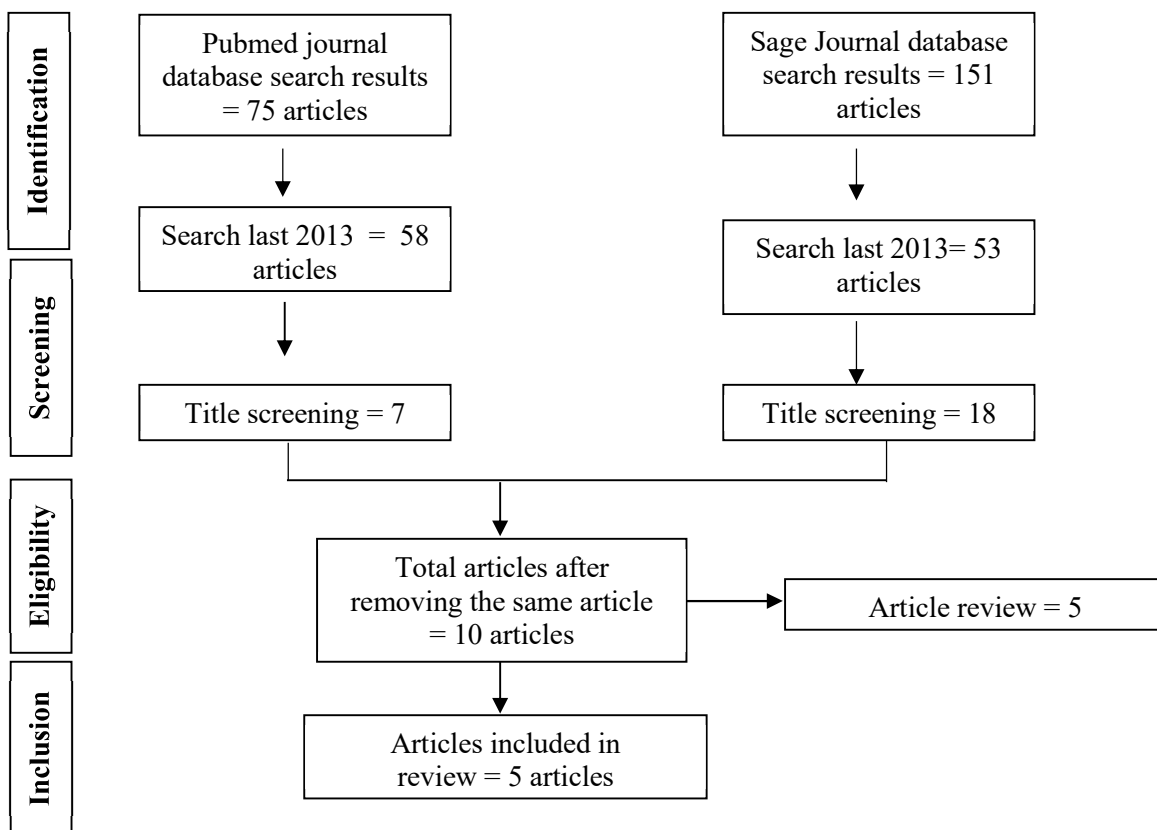 Identification
Pubmed journal
database search results
= 75 articles
Sage Journal database
search results = 151
articles
Search last 2013 = 58
articles
Search last 2013= 53
articles
Screening
Title screening = 7
Title screening = 18
Eligibility
Total articles after
removing the same article
= 10 articles
Article review = 5
Inclusion
Articles included in
review = 5 articles